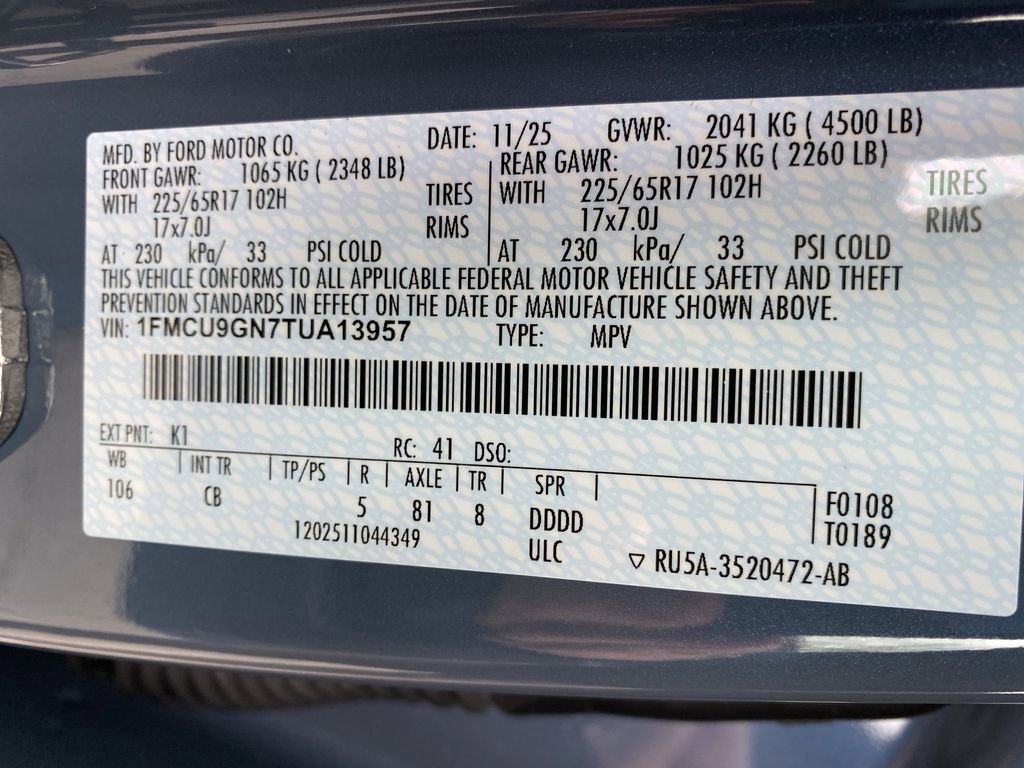 MFD. BY FORD MOTOR CO. DATE: 11/25 GVWR: 2041 KG ( 4500 LB)
FRONT GAWR: 1065 KG ( 2348 LB) REAR GAWR: 1025 KG ( 2260 LB)
WITH 225/65R17 102H TIRES WITH 225/65R17 102H TIRES
17x7.0J RIMS 17x7.0J RIMS
AT 230 kPa/ 33 PSI COLD AT 230 kPa/ 33 PSI COLD
THIS VEHICLE CONFORMS TO ALL APPLICABLE FEDERAL MOTOR VEHICLE SAFETY AND THEFT
PREVENTION STANDARDS IN EFFECT ON THE DATE OF MANUFACTURE SHOWN ABOVE.
VIN: 1FMCU9GN7TUA13957 TYPE: MPV
EXT PNT: K1 RC: 41 DSO:
WB INT TR TP/PS R AXLE TR SPR F0108
106 CB 5 81 8 DDDD T0189
1202511044349 ULC ▽ RU5A-3520472-AB